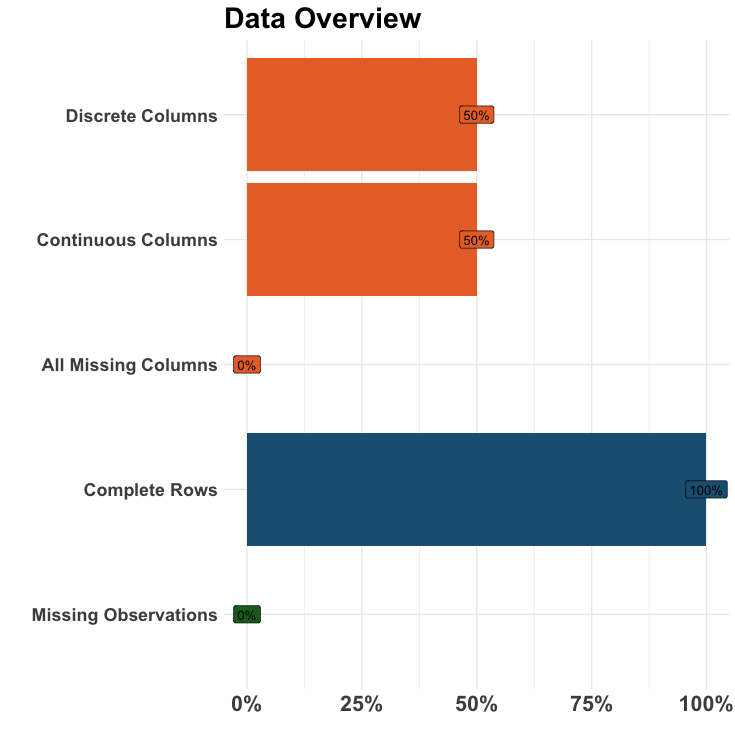 Data Overview
Discrete Columns
50%
Continuous Columns
50%
All Missing Columns
0%
Complete Rows
100%
Missing Observations
0%
0% 25% 50% 75% 100%